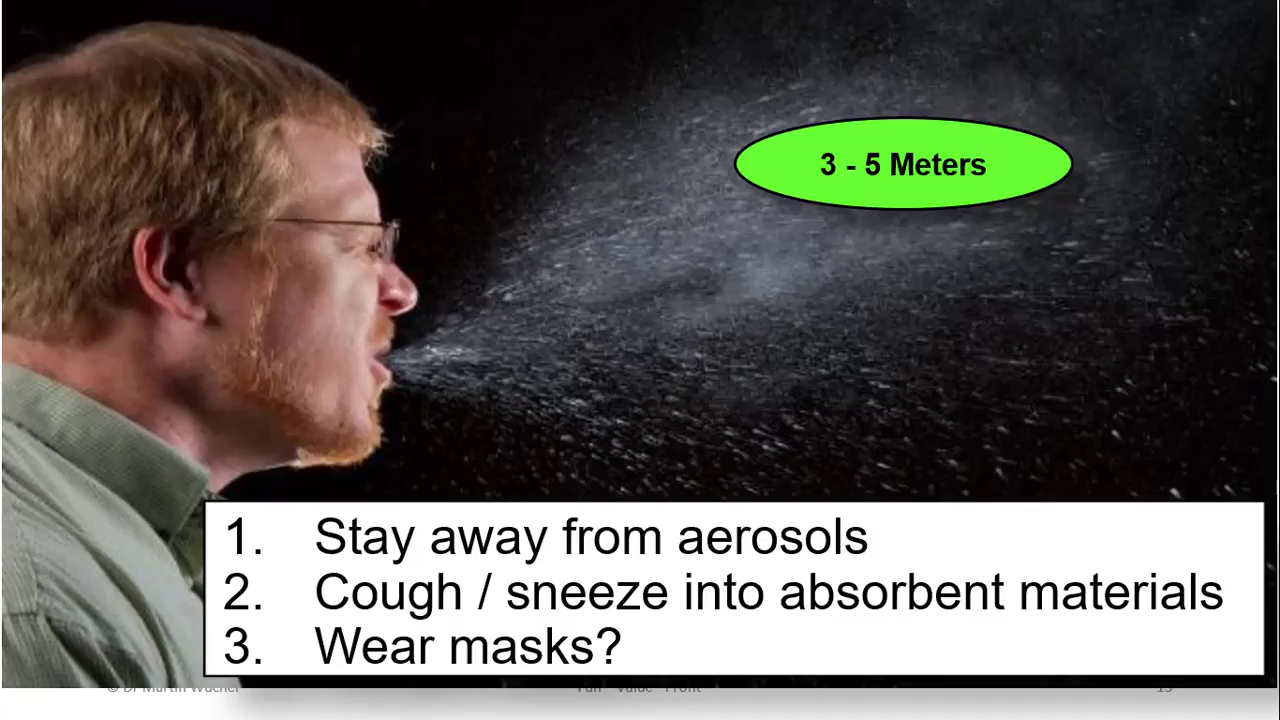 3 - 5 Meters
1. Stay away from aerosols
2. Cough / sneeze into absorbent materials
3. Wear masks?